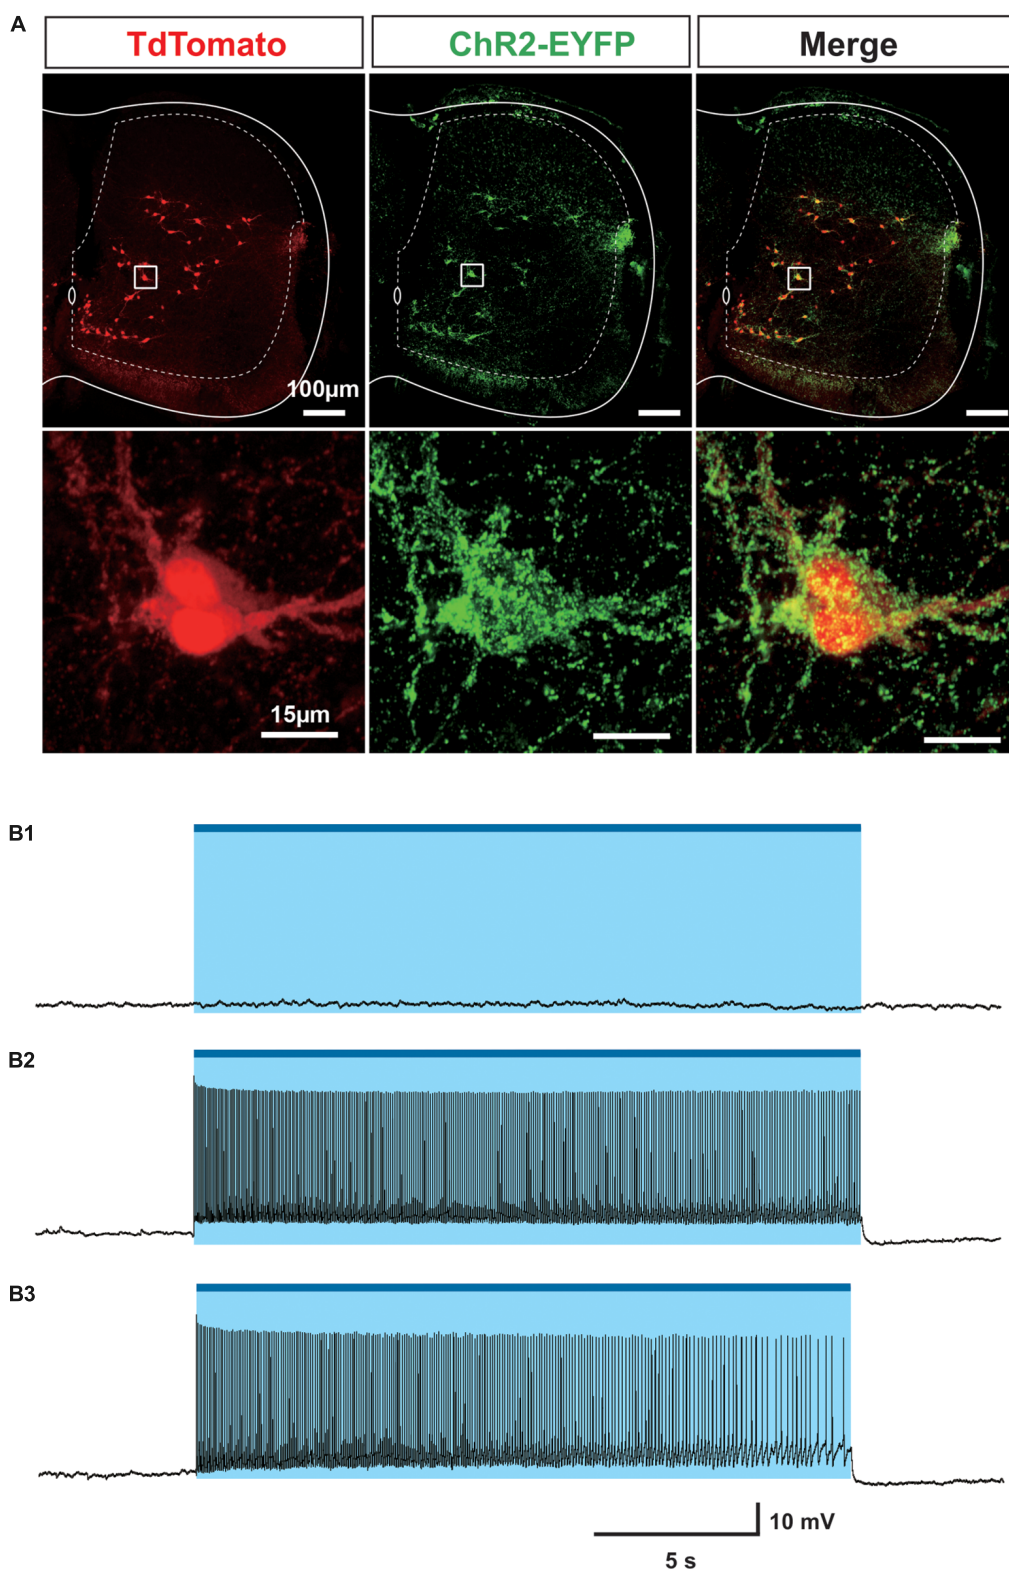 A
TdTomato
ChR2-EYFP
Merge
100µm
15µm
B1
B2
B3
10 mV
5 s